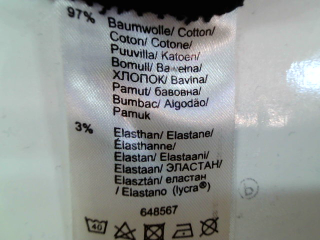 97% Baumwolle/ Cotton/
Coton/ Cotone/
Puuvilla/ Katoen/
Bomull/ Bawełna/
ХЛОПОК/ Bavina/
Pamut/ бавовна/
Bumbac/ Algodão/
Pamuk
3% Elasthan/ Elastane/
Élasthanne/
Elastan/ Elastaani/
Elastaan/ ЭЛАСТАН/
Elasztán/ еластан
/ Elastano (lycra®)
648567
40